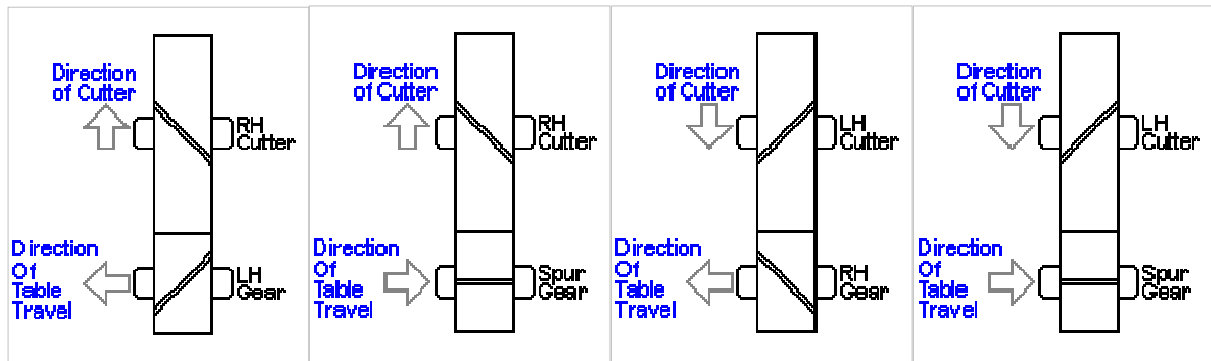 Direction
of Cutter
RH
Cutter
Direction
Of
Table
Travel
LH
Gear
Direction
of Cutter
RH
Cutter
Direction
Of
Table
Travel
Spur
Gear
Direction
of Cutter
LH
Cutter
Direction
Of
Table
Travel
RH
Gear
Direction
of Cutter
LH
Cutter
Direction
Of
Table
Travel
Spur
Gear